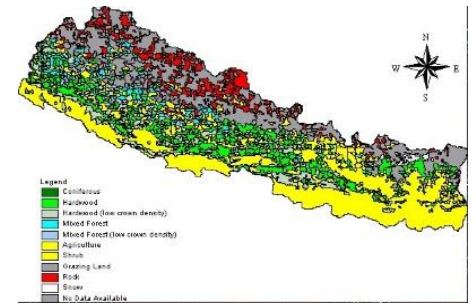 N
W E
S
Legend
Coniferous
Hardwood
Hardwood (low crown density)
Mixed Forest
Mixed Forest (low crown density)
Agriculture
Shrub
Grazing Land
Rock
Snow
No Data Available